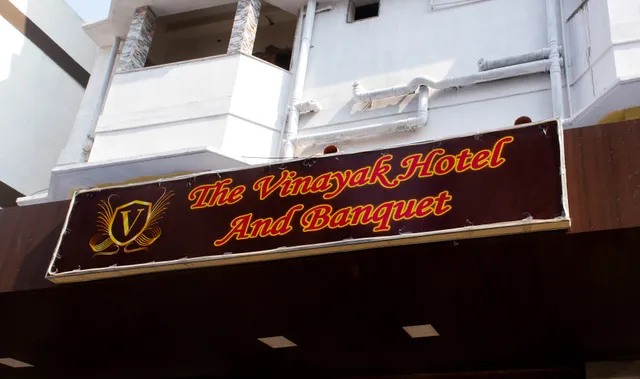 V
The Vinayak Hotel
And Banquet